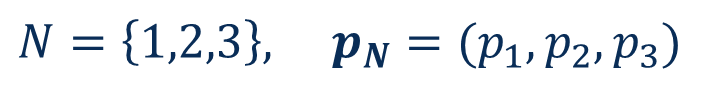 N = {1,2,3}, p_N = (p_1, p_2, p_3)